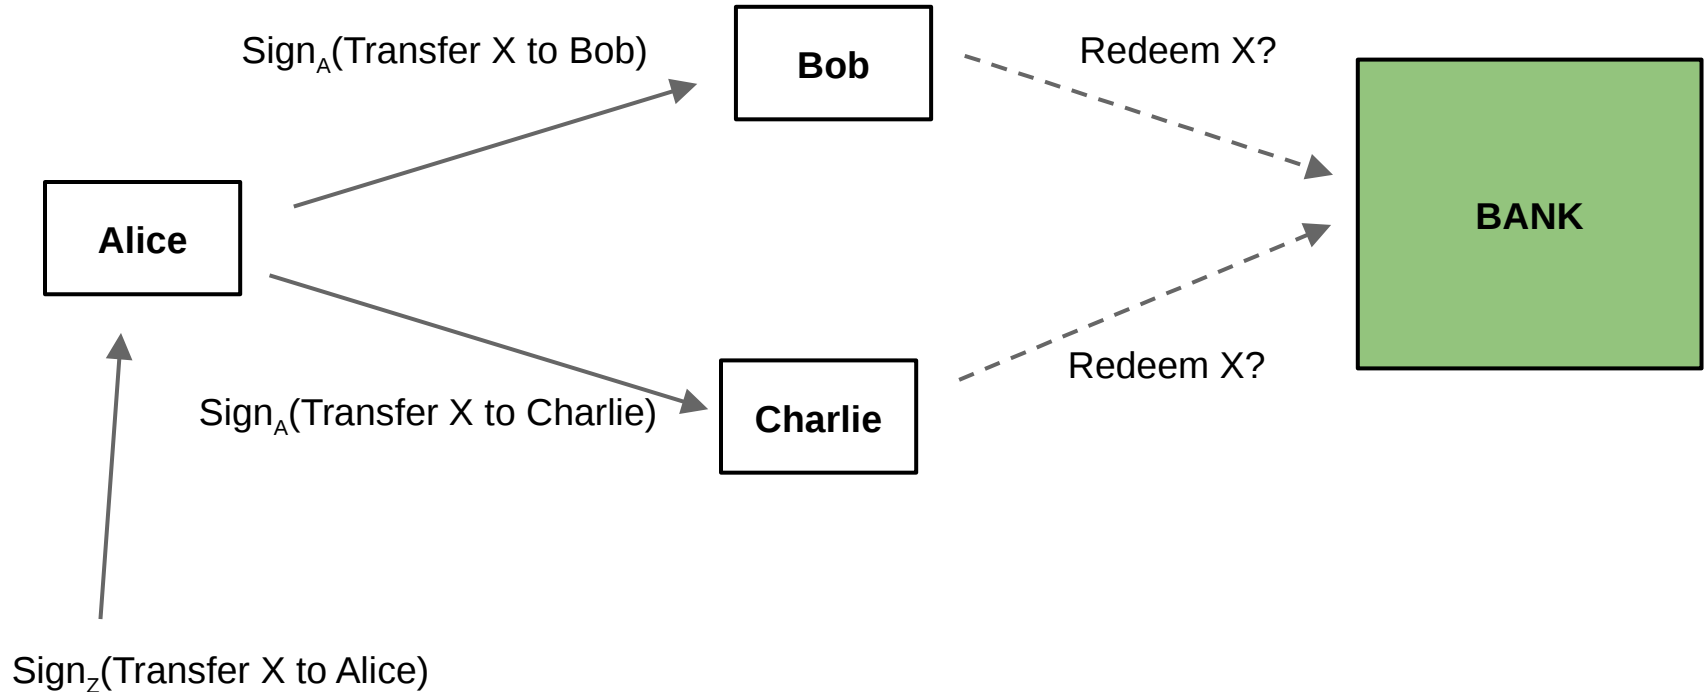 Sign_A(Transfer X to Bob)
Bob
Redeem X?
BANK
Alice
Redeem X?
Sign_A(Transfer X to Charlie)
Charlie
Sign_Z(Transfer X to Alice)